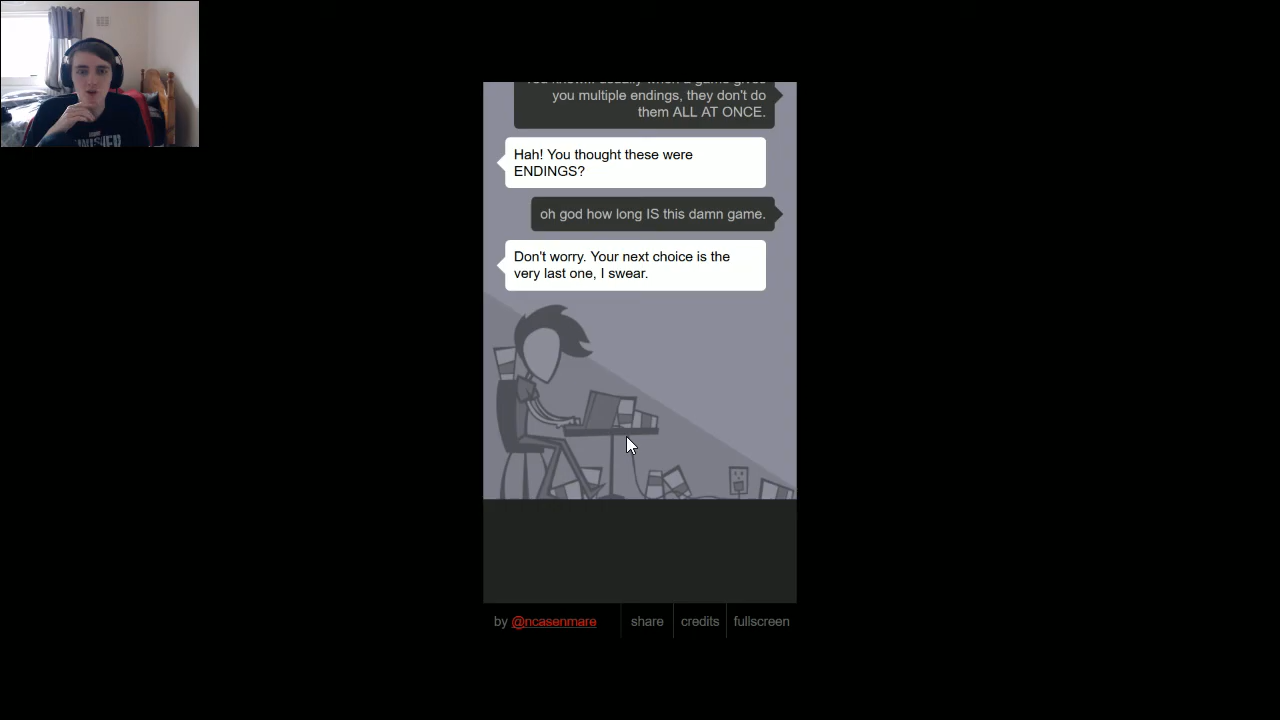 you multiple endings, they don't do
them ALL AT ONCE.
Hah! You thought these were
ENDINGS?
oh god how long IS this damn game.
Don't worry. Your next choice is the
very last one, I swear.
by @ncasenmare
share
credits
fullscreen